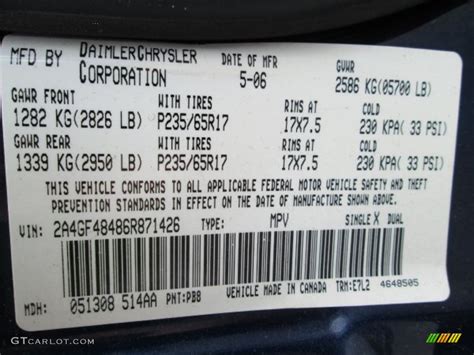 MFD BY DAIMLERCHRYSLER CORPORATION DATE OF MFR 5-06 GVWR 2586 KG(05700 LB)
GAWR FRONT WITH TIRES RIMS AT COLD
1282 KG(2826 LB) P235/65R17 17X7.5 230 KPA( 33 PSI)
GAWR REAR WITH TIRES RIMS AT COLD
1339 KG(2950 LB) P235/65R17 17X7.5 230 KPA( 33 PSI)
THIS VEHICLE CONFORMS TO ALL APPLICABLE FEDERAL MOTOR VEHICLE SAFETY, BUMPER AND THEFT
PREVENTION STANDARDS IN EFFECT ON THE DATE OF MANUFACTURE SHOWN ABOVE.
VIN: 2A4GF48486R871426 TYPE: MPV SINGLE X DUAL
MDH: 051308 514AA PNT:PB8 VEHICLE MADE IN CANADA TRM:E7L2 4648505
GTCARLOT.COM